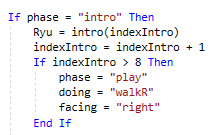 If phase = "intro" Then
    Ryu = intro(indexIntro)
    indexIntro = indexIntro + 1
    If indexIntro > 8 Then
        phase = "play"
        doing = "walkR"
        facing = "right"
    End If